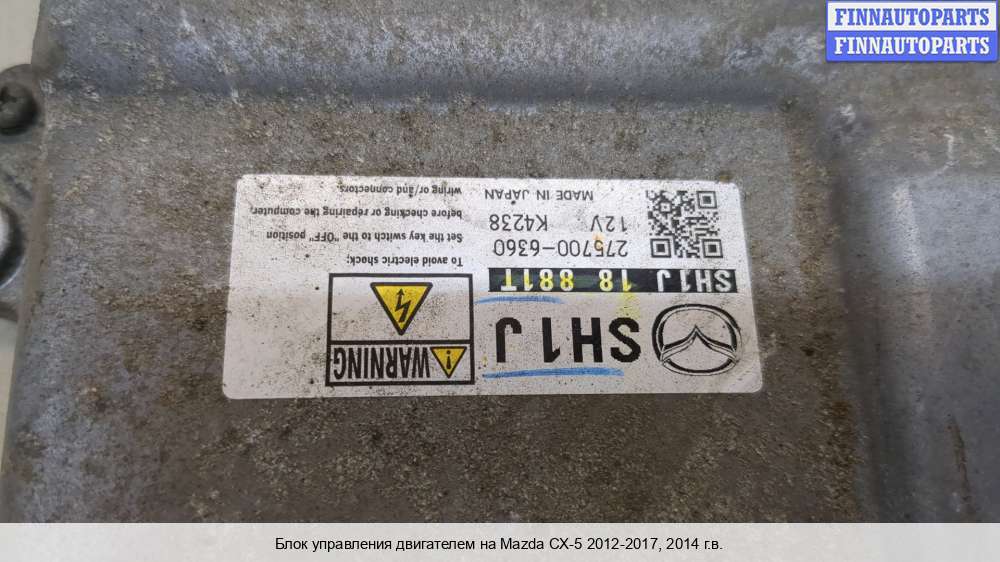 FINNAUTOPARTS
FINNAUTOPARTS
SH1J
WARNING
SH1J 18 881T
275700-6360
12V K4238
MADE IN JAPAN
To avoid electric shock;
Set the key switch to the "OFF" position
before checking or repairing the computer,
wiring or/and connectors.
Блок управления двигателем на Mazda CX-5 2012-2017, 2014 г.в.